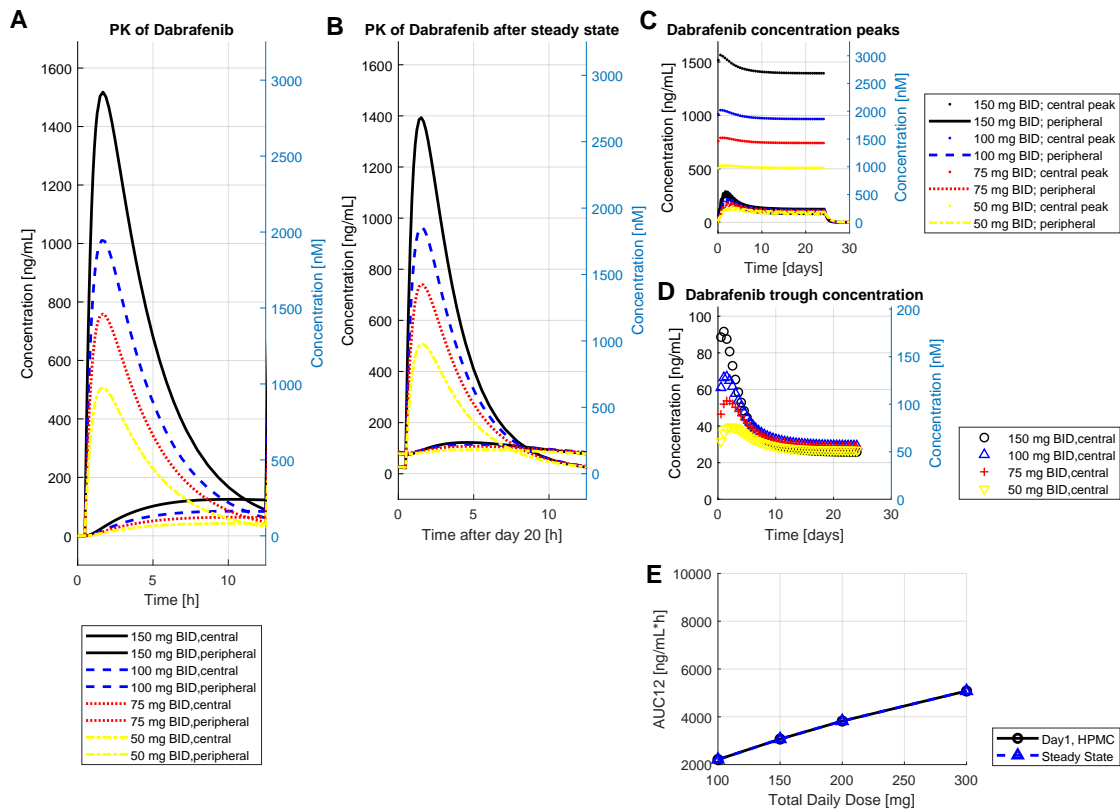 A
PK of Dabrafenib
Concentration [ng/mL]
1600
1400
1200
1000
800
600
400
200
0
Concentration [nM]
3000
2500
2000
1500
1000
500
0
0
5
10
Time [h]
150 mg BID,central
150 mg BID,peripheral
100 mg BID,central
100 mg BID,peripheral
75 mg BID,central
75 mg BID,peripheral
50 mg BID,central
50 mg BID,peripheral
B
PK of Dabrafenib after steady state
Concentration [ng/mL]
1600
1400
1200
1000
800
600
400
200
0
Concentration [nM]
3000
2500
2000
1500
1000
500
0
0
5
10
Time after day 20 [h]
C
Dabrafenib concentration peaks
Concentration [ng/mL]
1500
1000
500
0
Concentration [nM]
3000
2500
2000
1500
1000
500
0
0
10
20
30
Time [days]
150 mg BID; central peak
150 mg BID; peripheral
100 mg BID; central peak
100 mg BID; peripheral
75 mg BID; central peak
75 mg BID; peripheral
50 mg BID; central peak
50 mg BID; peripheral
D
Dabrafenib trough concentration
Concentration [ng/mL]
100
80
60
40
20
0
Concentration [nM]
200
150
100
50
0
0
10
20
30
Time [days]
150 mg BID,central
100 mg BID,central
75 mg BID,central
50 mg BID,central
E
AUC12 [ng/mL*h]
10000
8000
6000
4000
2000
100
150
200
250
300
Total Daily Dose [mg]
Day1, HPMC
Steady State